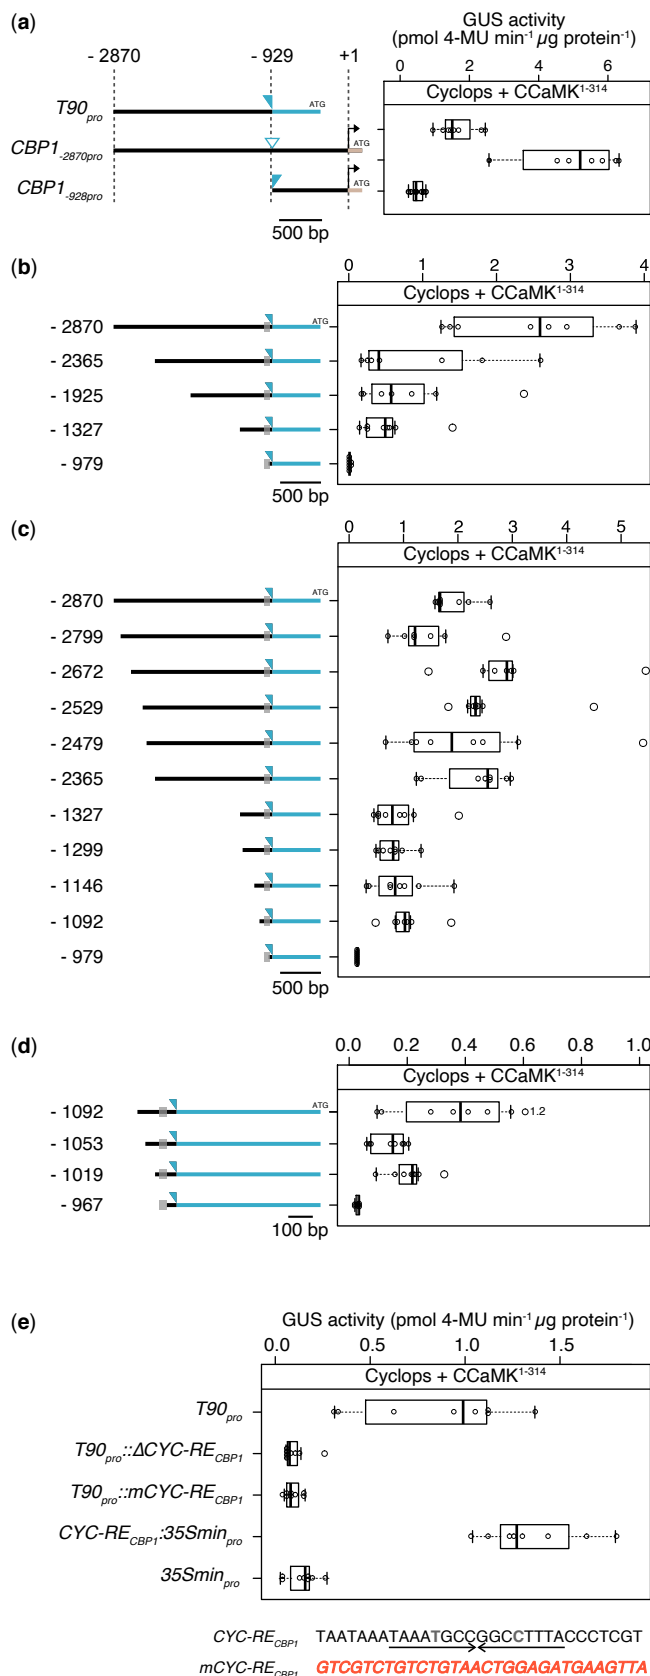 (a)
GUS activity
(pmol 4-MU min⁻¹ µg protein⁻¹)
- 2870 - 929 +1
0 2 4 6
Cyclops + CCaMK¹⁻³¹⁴
T90pro
ATG
CBP1-2870pro
ATG
CBP1-928pro
ATG
500 bp
(b)
0 1 2 3 4
Cyclops + CCaMK¹⁻³¹⁴
- 2870
ATG
- 2365
- 1925
- 1327
- 979
500 bp
(c)
0 1 2 3 4 5
Cyclops + CCaMK¹⁻³¹⁴
- 2870
ATG
- 2799
- 2672
- 2529
- 2479
- 2365
- 1327
- 1299
- 1146
- 1092
- 979
500 bp
(d)
0.0 0.2 0.4 0.6 0.8 1.0
Cyclops + CCaMK¹⁻³¹⁴
- 1092
ATG
1.2
- 1053
- 1019
- 967
100 bp
(e)
GUS activity (pmol 4-MU min⁻¹ µg protein⁻¹)
0.0 0.5 1.0 1.5
Cyclops + CCaMK¹⁻³¹⁴
T90pro
T90pro::ΔCYC-RECBP1
T90pro::mCYC-RECBP1
CYC-RECBP1:35Sminpro
35Sminpro
CYC-RECBP1 TAATAAATAAATGCCGGCCTTTACCCTCGT
mCYC-RECBP1 GTCGTCTGTCTGTAACTGGAGATGAAGTTA